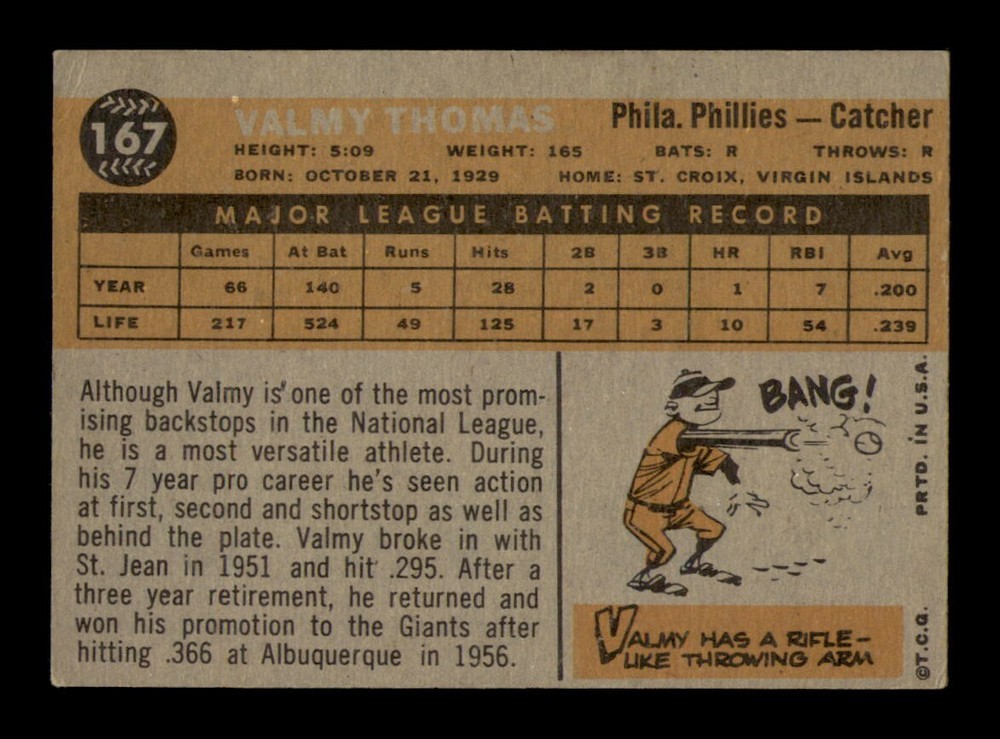 167
VALMY THOMAS
Phila. Phillies — Catcher
HEIGHT: 5:09 WEIGHT: 165 BATS: R THROWS: R
BORN: OCTOBER 21, 1929 HOME: ST. CROIX, VIRGIN ISLANDS
MAJOR LEAGUE BATTING RECORD
Games At Bat Runs Hits 2B 3B HR RBI Avg
YEAR 66 140 5 28 2 0 1 7 .200
LIFE 217 524 49 125 17 3 10 54 .239
Although Valmy is one of the most prom-
ising backstops in the National League,
he is a most versatile athlete. During
his 7 year pro career he's seen action
at first, second and shortstop as well as
behind the plate. Valmy broke in with
St. Jean in 1951 and hit .295. After a
three year retirement, he returned and
won his promotion to the Giants after
hitting .366 at Albuquerque in 1956.
BANG!
VALMY HAS A RIFLE-
LIKE THROWING ARM
©T.C.G. PRTD. IN U.S.A.